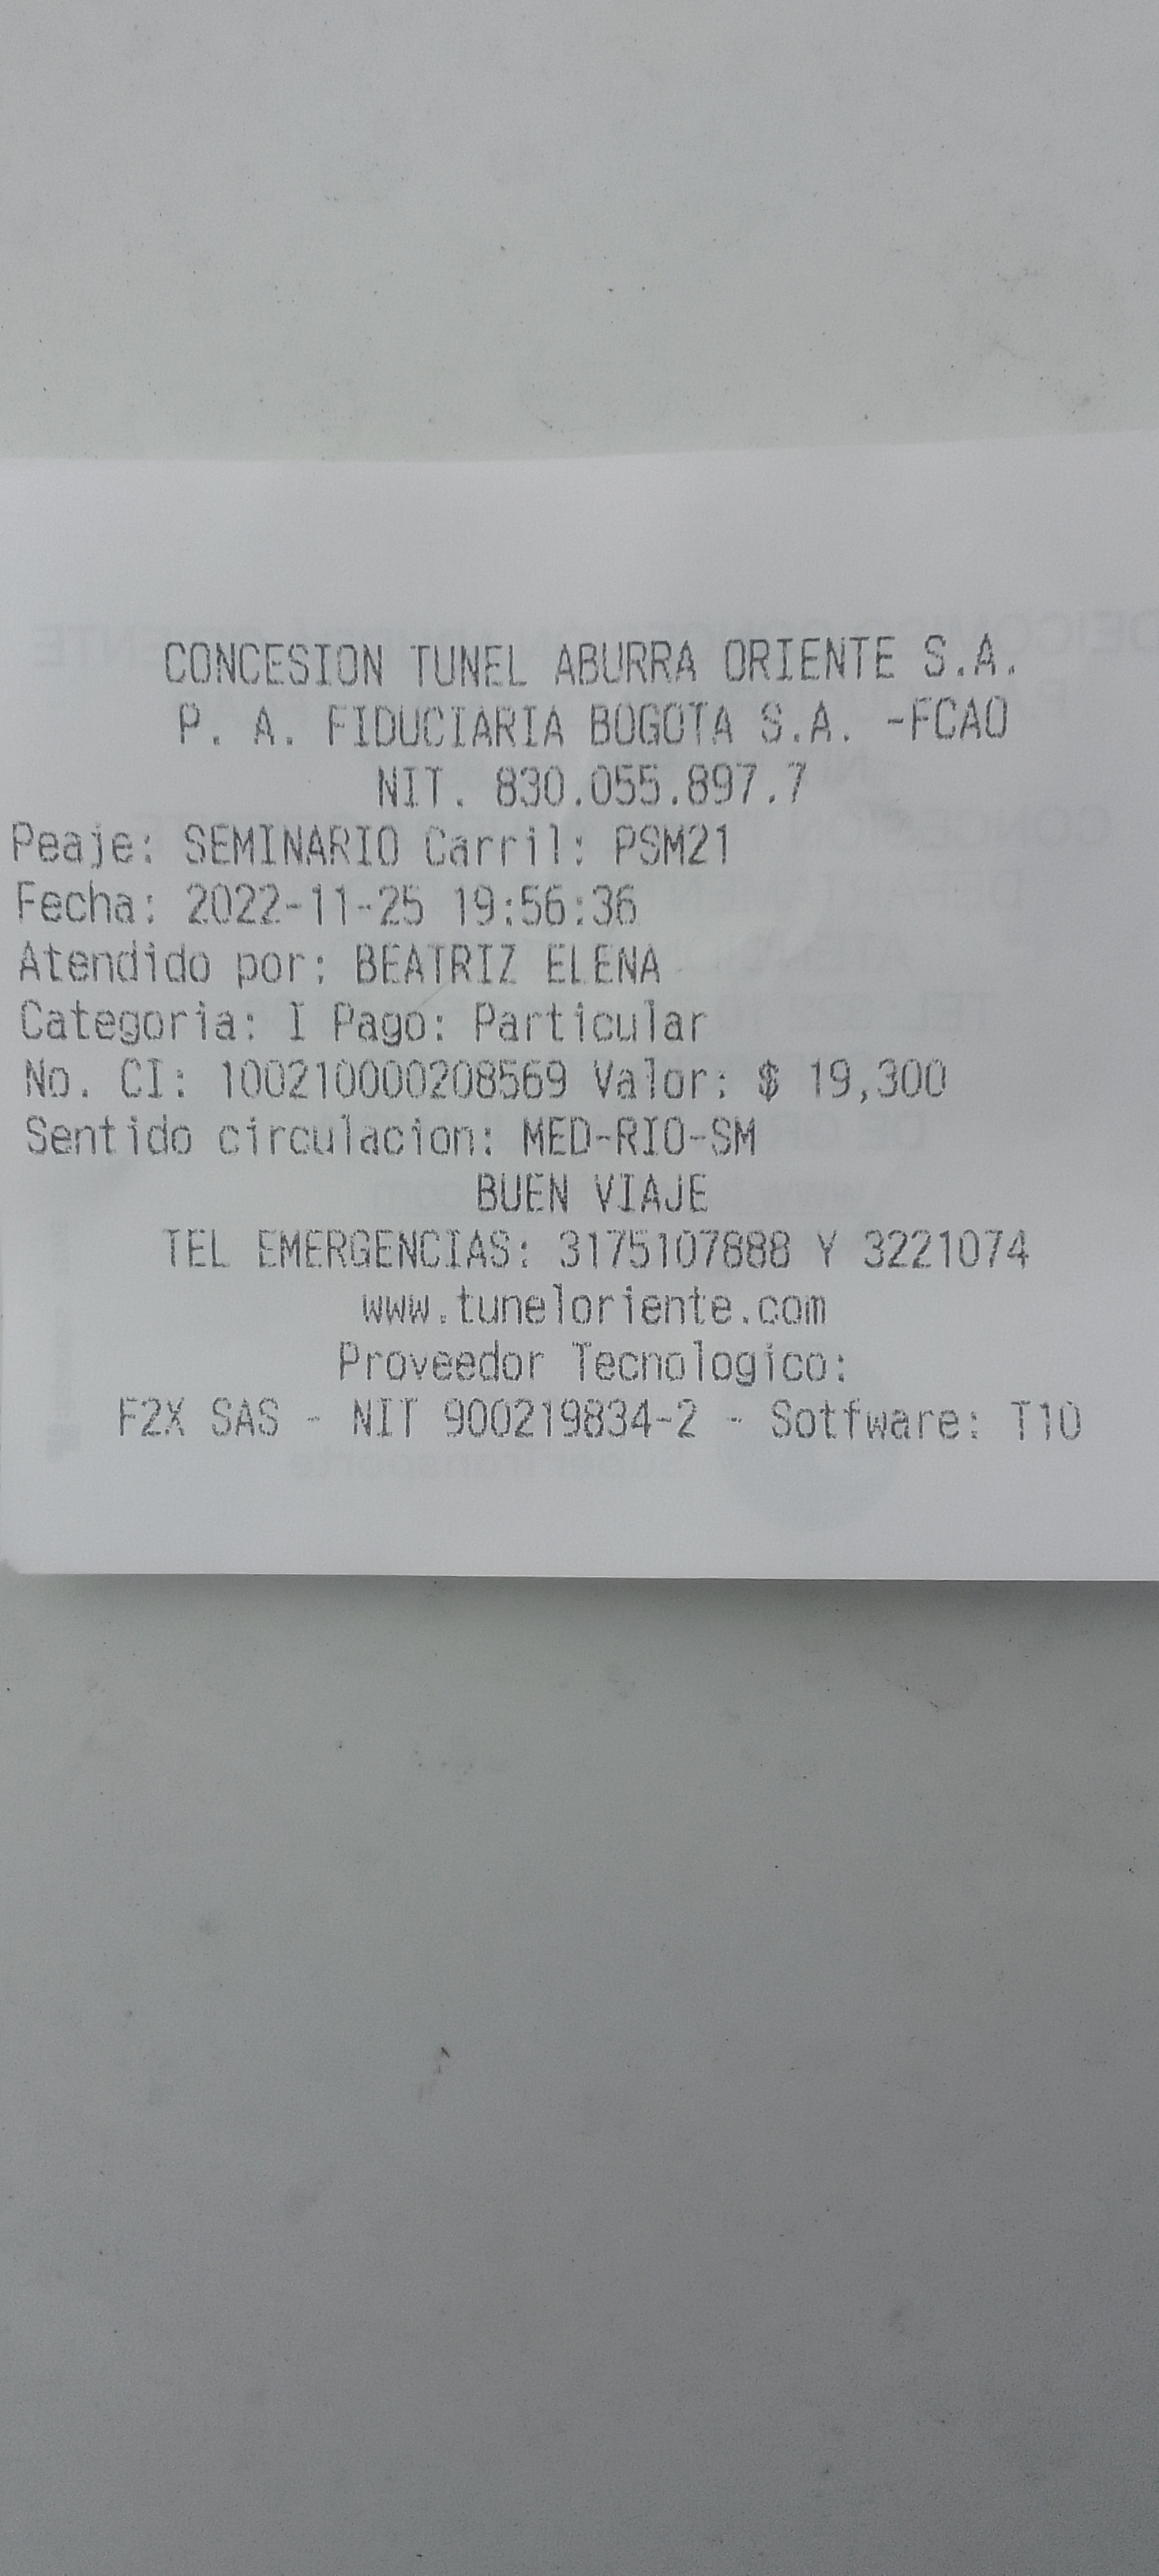 CONCESION TUNEL ABURRA ORIENTE S.A.
P. A. FIDUCIARIA BOGOTA S.A. -FCAO
NIT. 830.055.897.7
Peaje: SEMINARIO Carril: PSM21
Fecha: 2022-11-25 19:56:36
Atendido por: BEATRIZ ELENA
Categoria: I Pago: Particular
No. CI: 100210000208569 Valor: $ 19,300
Sentido circulacion: MED-RIO-SM
BUEN VIAJE
TEL EMERGENCIAS: 3175107888 Y 3221074
www.tuneloriente.com
Proveedor Tecnologico:
F2X SAS - NIT 900219834-2 - Sotfware: T10